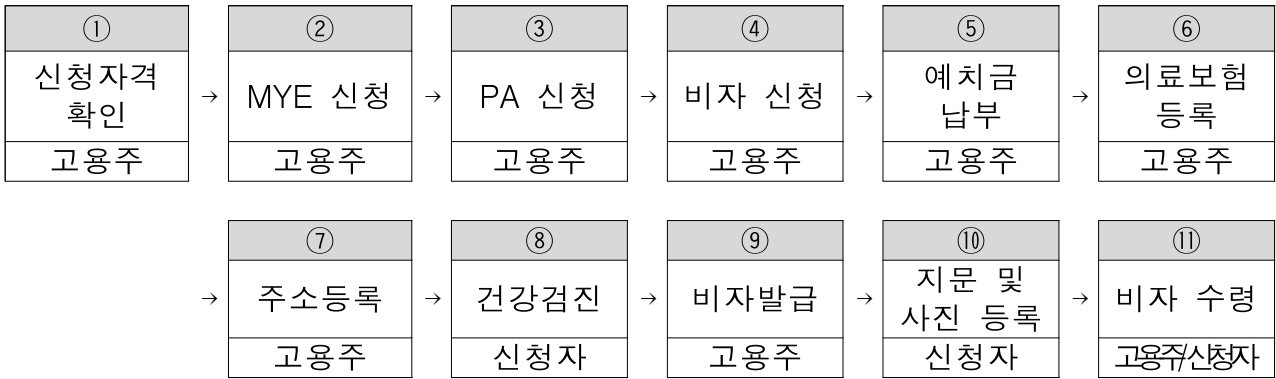 ① ② ③ ④ ⑤ ⑥
신청자격 확인 → MYE 신청 → PA 신청 → 비자 신청 → 예치금 납부 → 의료보험 등록
고용주 고용주 고용주 고용주 고용주 고용주
⑦ ⑧ ⑨ ⑩ ⑪
→ 주소등록 → 건강검진 → 비자발급 → 지문 및 사진 등록 → 비자 수령
고용주 신청자 고용주 신청자 고용주/신청자